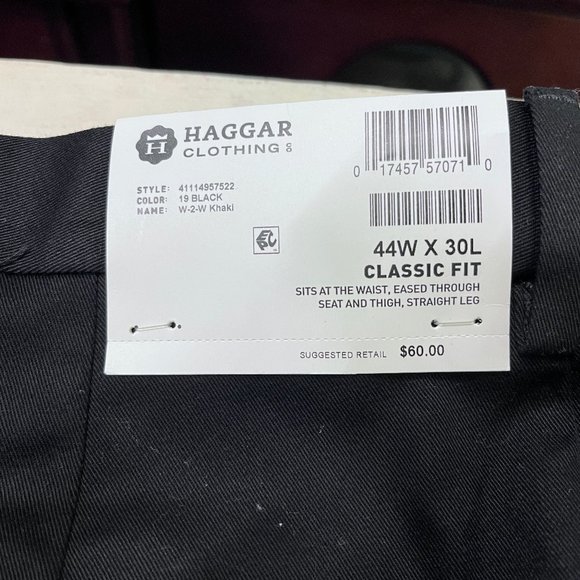 H
HAGGAR
CLOTHING CO
STYLE: 41114957522
COLOR: 19 BLACK
NAME: W-2-W Khaki
0 17457 57071 0
44W X 30L
CLASSIC FIT
SITS AT THE WAIST, EASED THROUGH
SEAT AND THIGH, STRAIGHT LEG
SUGGESTED RETAIL $60.00